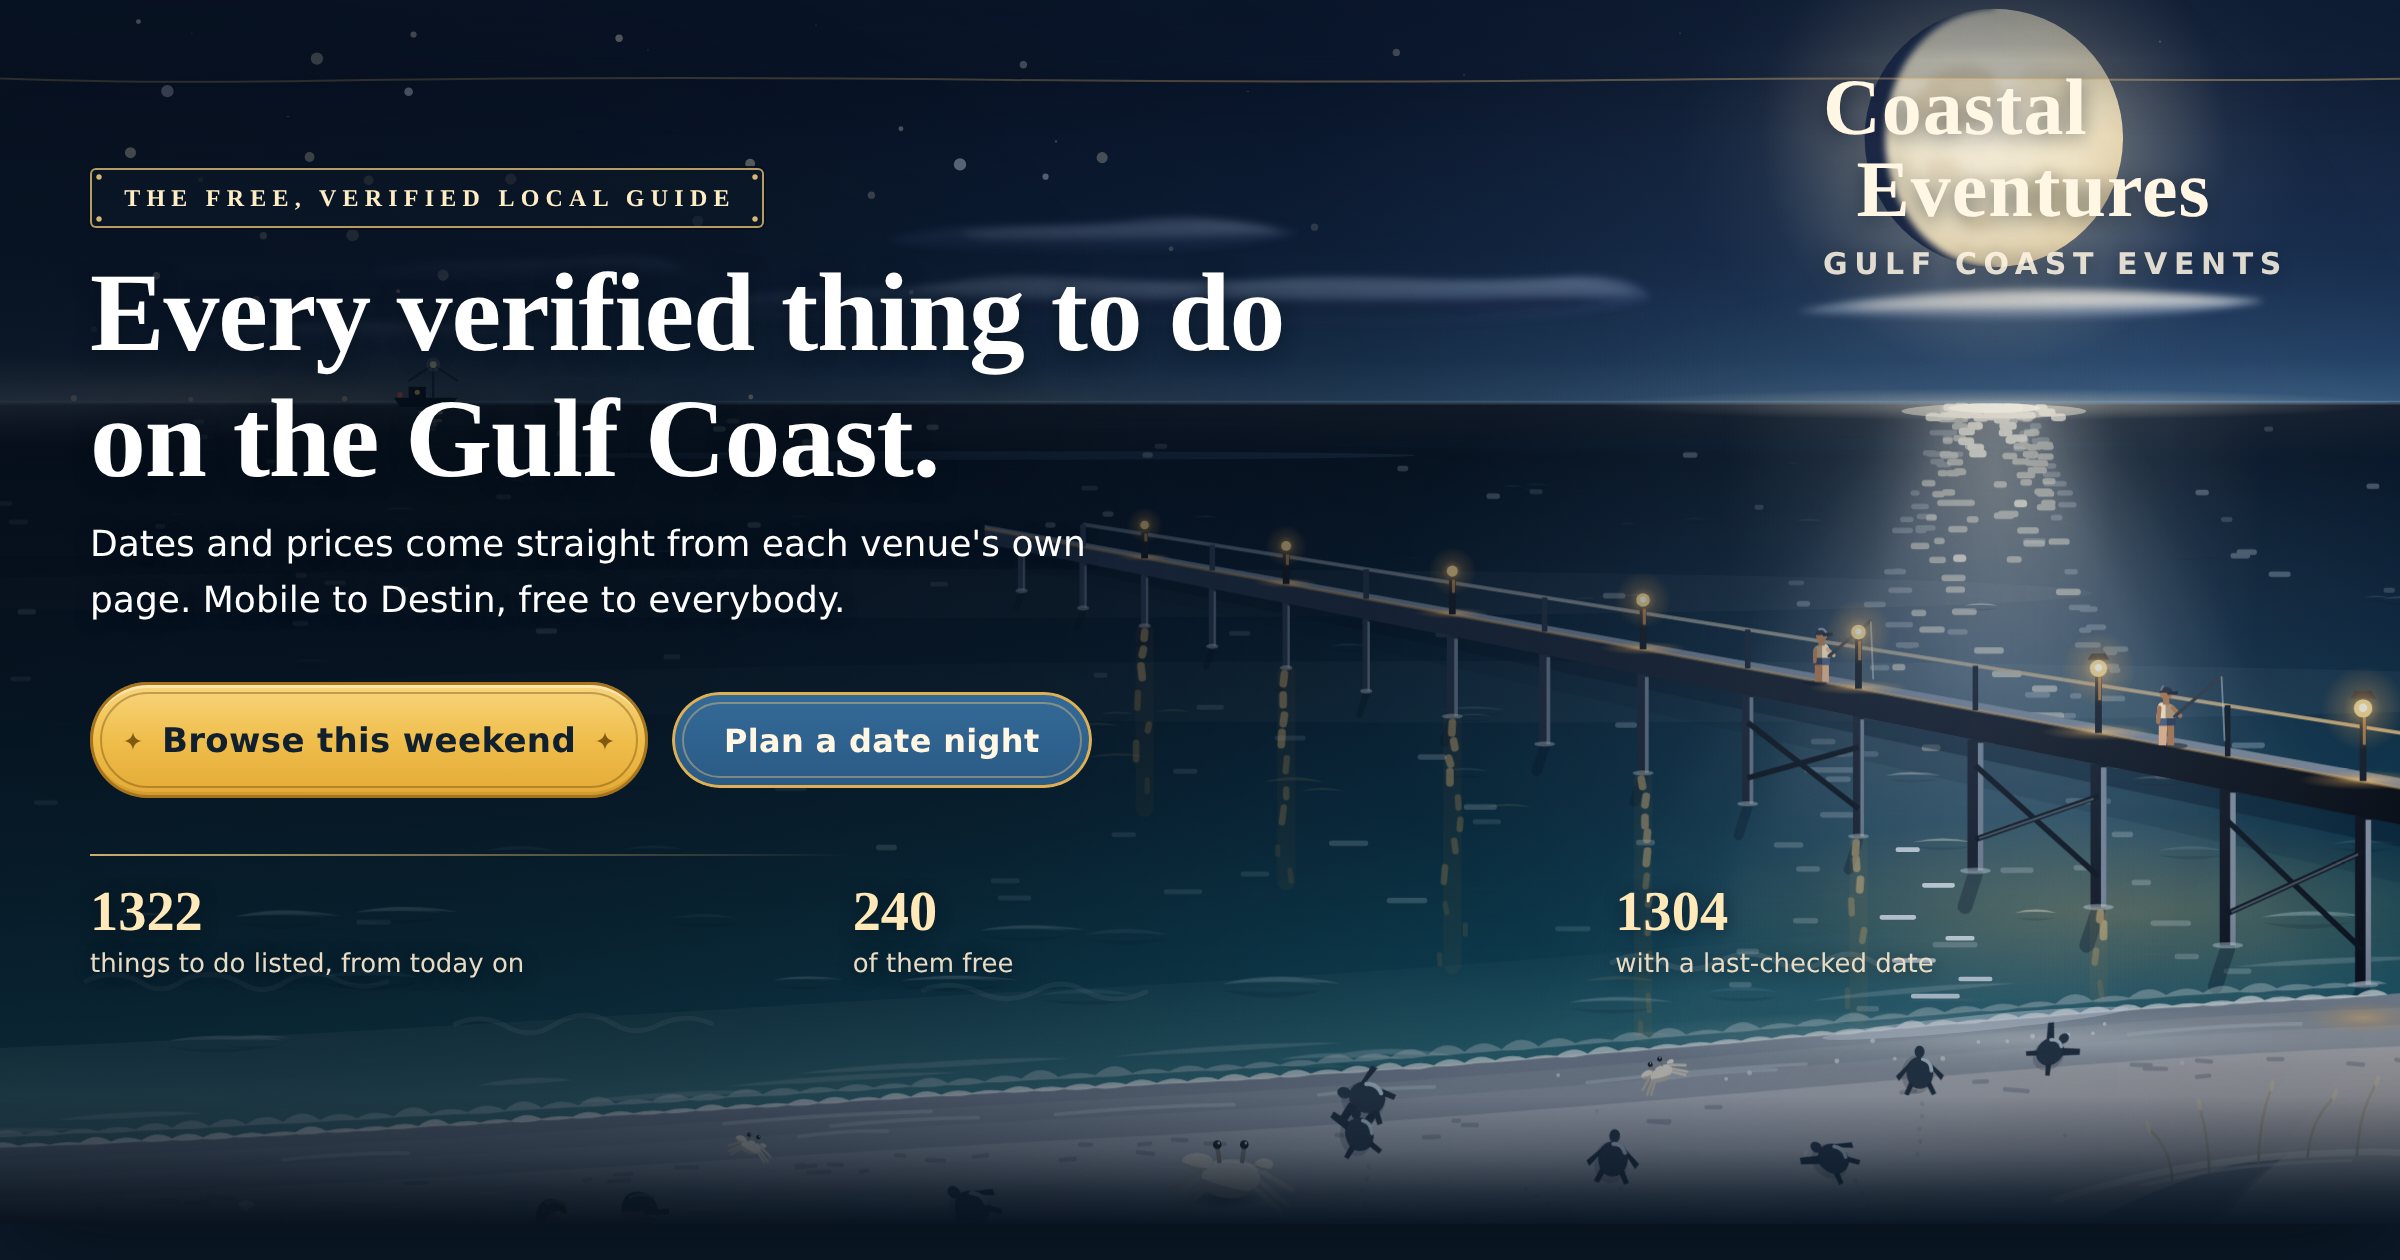 Coastal
Eventures
GULF COAST EVENTS
THE FREE, VERIFIED LOCAL GUIDE
Every verified thing to do
on the Gulf Coast.
Dates and prices come straight from each venue's own
page. Mobile to Destin, free to everybody.
✦ Browse this weekend ✦
Plan a date night
1322
things to do listed, from today on
240
of them free
1304
with a last-checked date